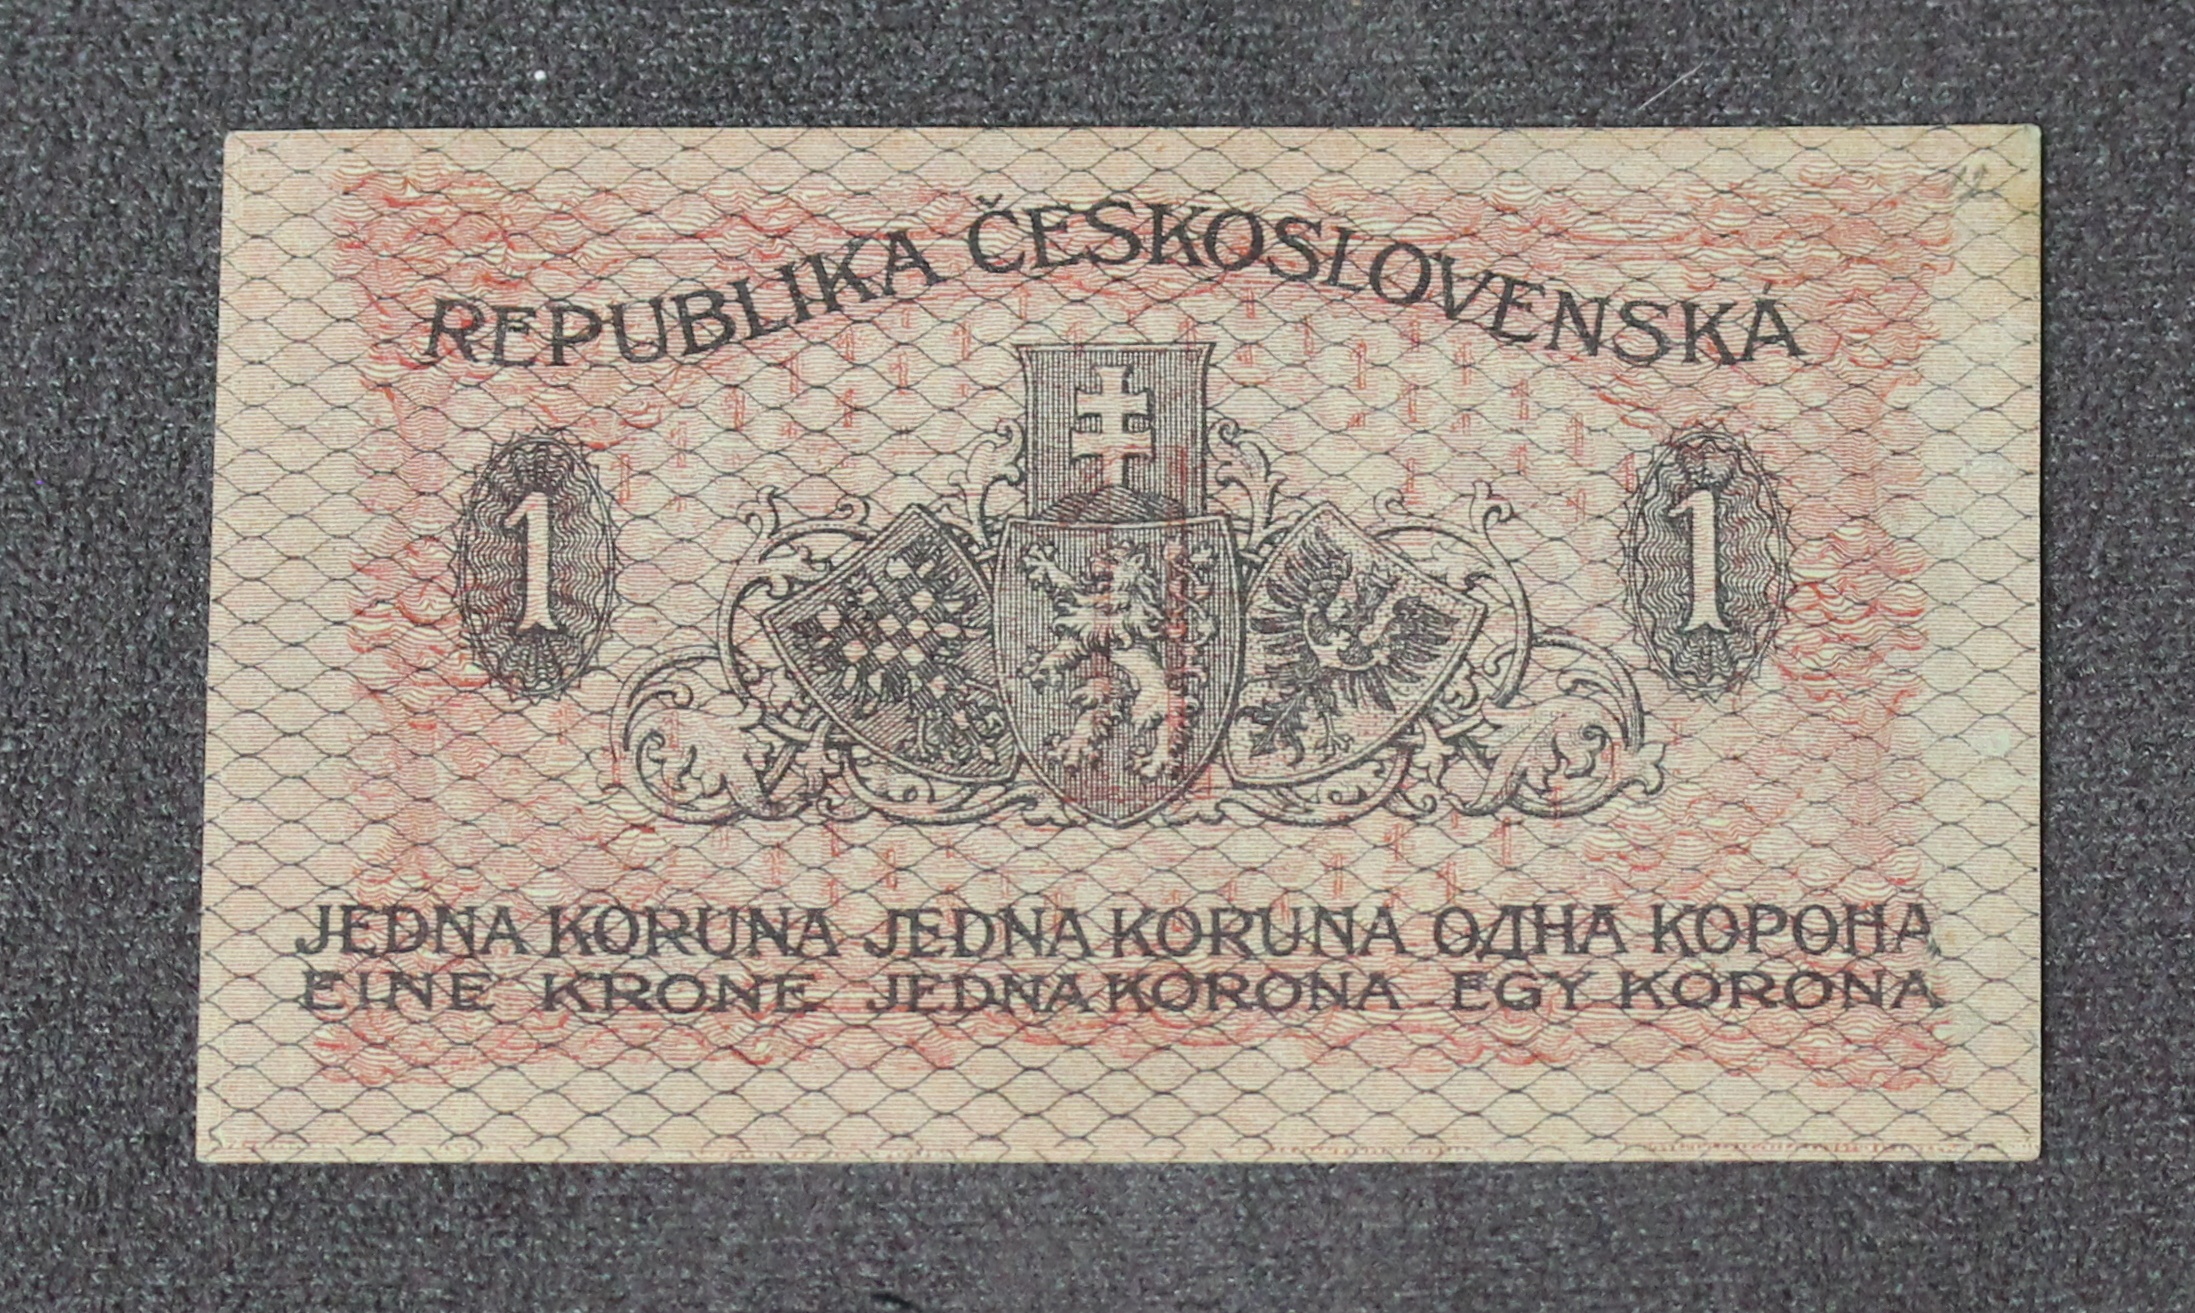 REPUBLIKA ČESKOSLOVENSKÁ
1 1
JEDNA KORUNA JEDNA KORUNA ОДНА КОРОНА
EINE KRONE JEDNA KORONA EGY KORONA